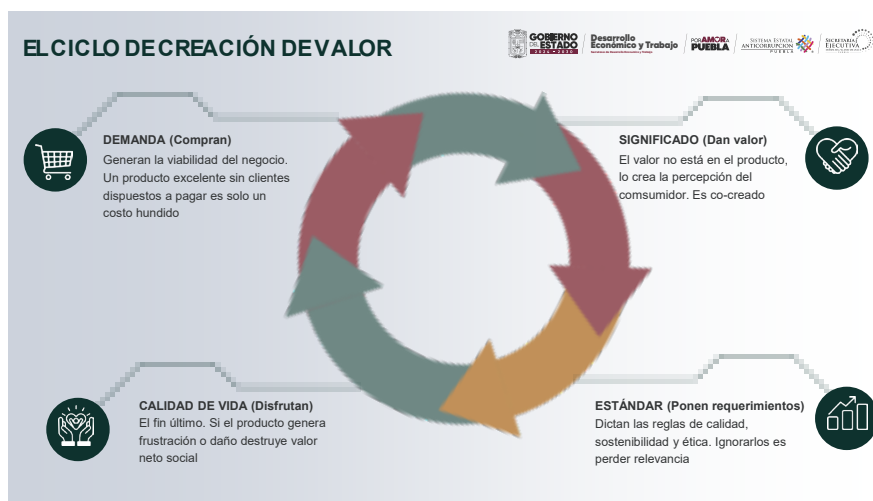 EL CICLO DE CREACIÓN DE VALOR
GOBIERNO
DEL ESTADO
2024 • 2030
Desarrollo
Económico y Trabajo
POR AMOR A
PUEBLA
SISTEMA ESTATAL
ANTICORRUPCIÓN
PUEBLA
SECRETARÍA
EJECUTIVA
DEMANDA (Compran)
Generan la viabilidad del negocio.
Un producto excelente sin clientes
dispuestos a pagar es solo un
costo hundido
SIGNIFICADO (Dan valor)
El valor no está en el producto,
lo crea la percepción del
comsumidor. Es co-creado
CALIDAD DE VIDA (Disfrutan)
El fin último. Si el producto genera
frustración o daño destruye valor
neto social
ESTÁNDAR (Ponen requerimientos)
Dictan las reglas de calidad,
sostenibilidad y ética. Ignorarlos es
perder relevancia